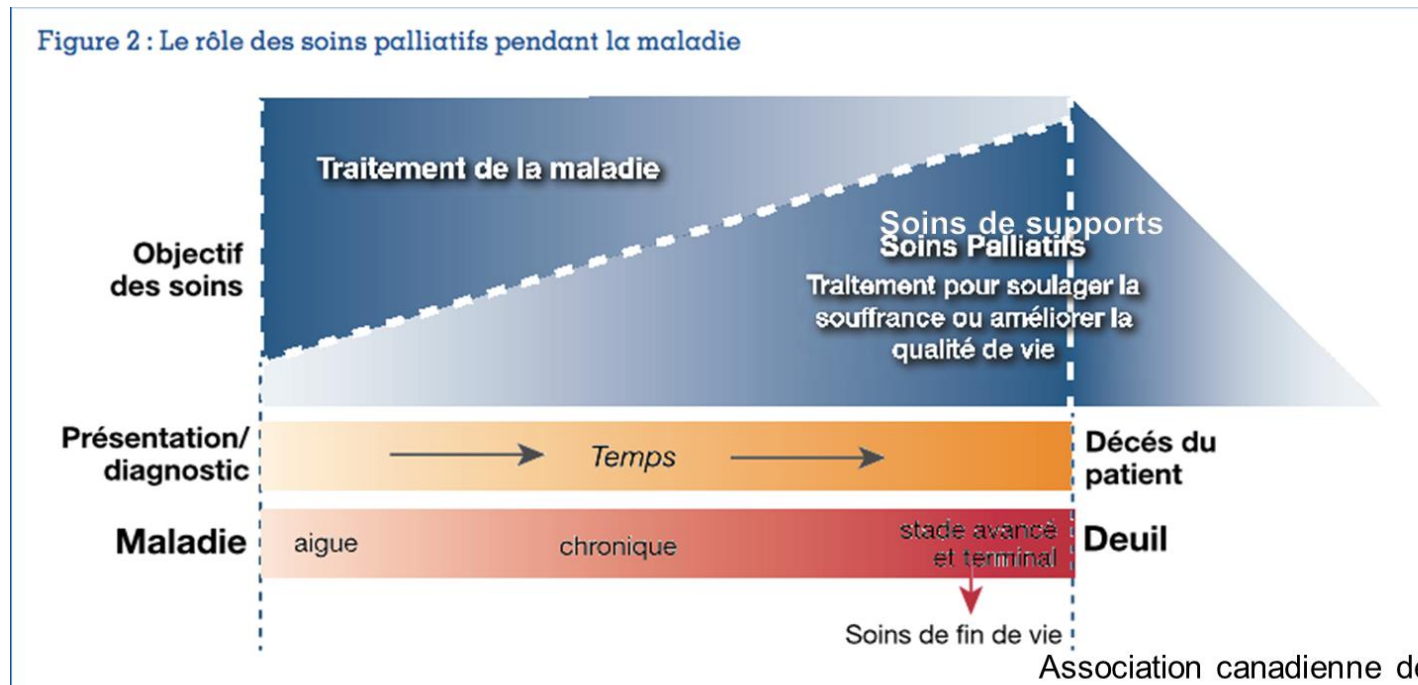 Figure 2 : Le rôle des soins palliatifs pendant la maladie
Traitement de la maladie
Objectif
des soins
Soins de supports
Soins Palliatifs
Traitement pour soulager la
souffrance ou améliorer la
qualité de vie
Présentation/
diagnostic
Temps
Décés du
patient
Maladie
aigue
chronique
stade avancé
et terminal
Deuil
Soins de fin de vie
Association canadienne de